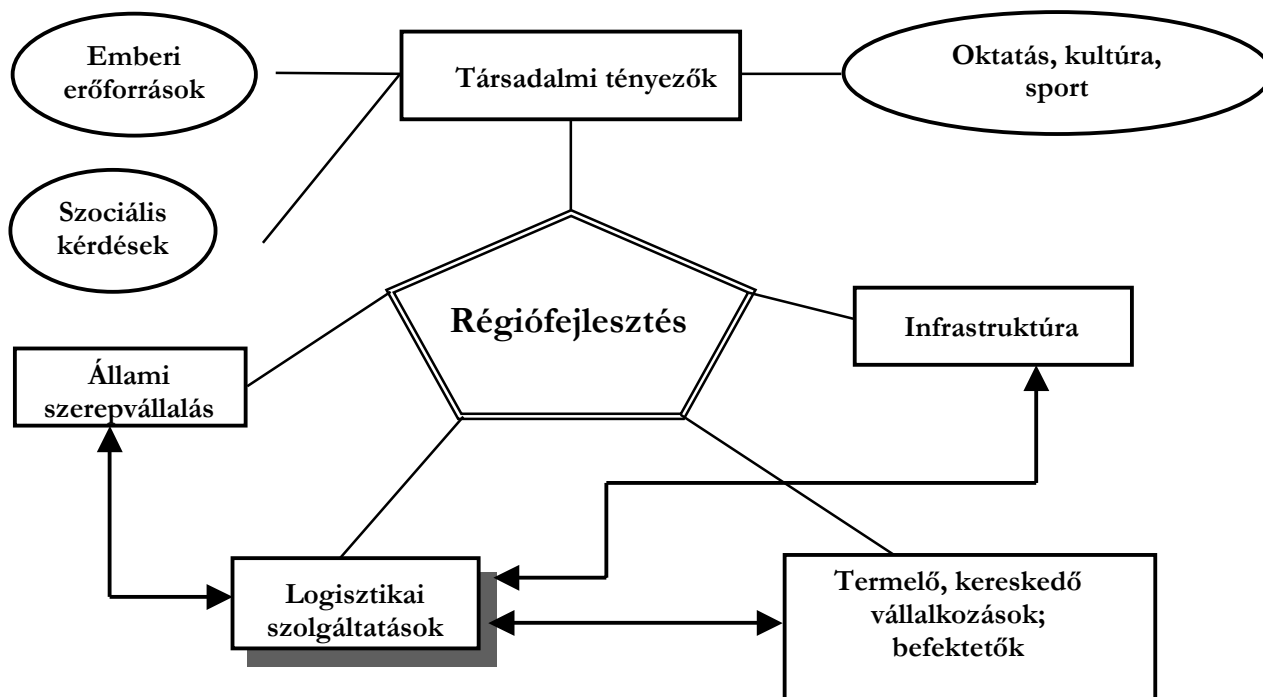 Emberi
erőforrások
Társadalmi tényezők
Oktatás, kultúra,
sport
Szociális
kérdések
Régiófejlesztés
Infrastruktúra
Állami
szerepvállalás
Logisztikai
szolgáltatások
Termelő, kereskedő
vállalkozások;
befektetők